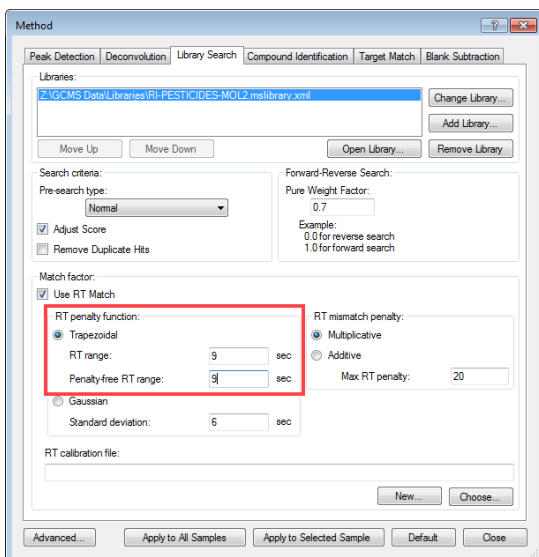 Method
Peak Detection Deconvolution Library Search Compound Identification Target Match Blank Subtraction
Libraries:
Z:\GCMS Data\Libraries\RI-PESTICIDES-MOL2.mslibrary.xml
Change Library...
Add Library...
Move Up Move Down Open Library... Remove Library
Search criteria: Forward-Reverse Search:
Pre-search type: Pure Weight Factor:
Normal 0.7
Adjust Score Example:
0.0 for reverse search
Remove Duplicate Hits 1.0 for forward search
Match factor:
Use RT Match
RT penalty function: RT mismatch penalty:
Trapezoidal Multiplicative
RT range: 9 sec Additive
Penalty-free RT range: 9 sec Max RT penalty: 20
Gaussian
Standard deviation: 6 sec
RT calibration file:
New... Choose...
Advanced... Apply to All Samples Apply to Selected Sample Default Close